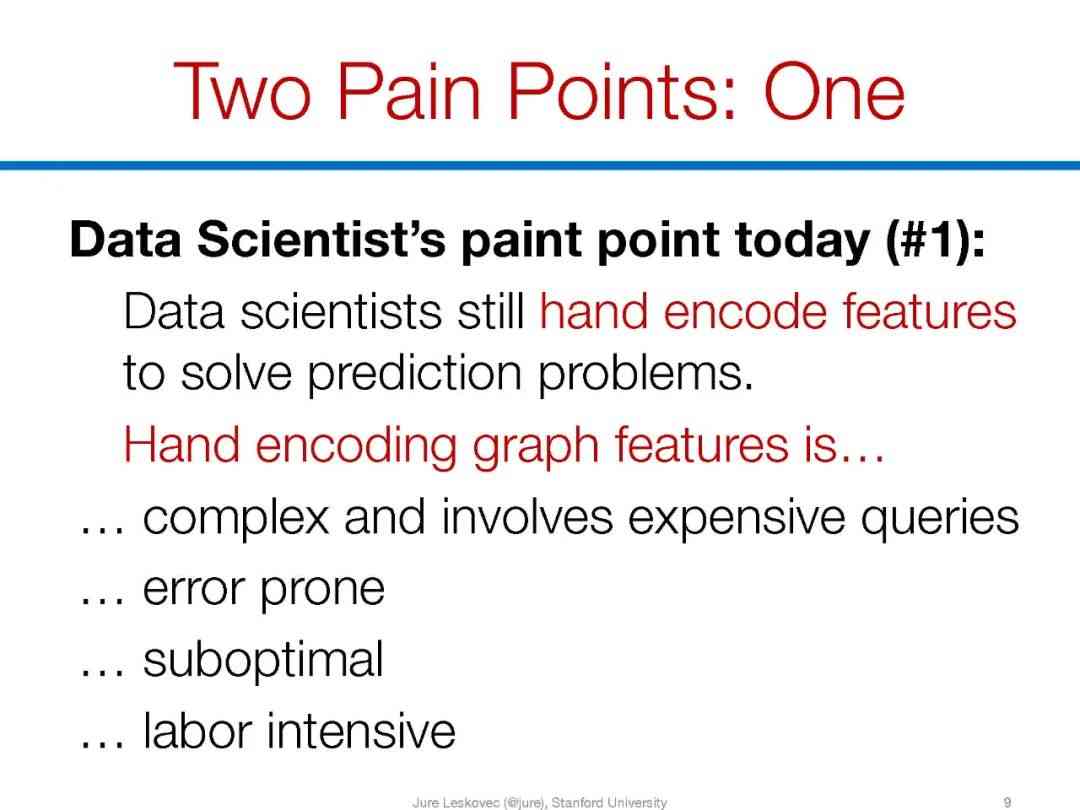 Two Pain Points: One
Data Scientist's paint point today (#1):
Data scientists still hand encode features
to solve prediction problems.
Hand encoding graph features is…
… complex and involves expensive queries
… error prone
… suboptimal
… labor intensive
Jure Leskovec (@jure), Stanford University
9